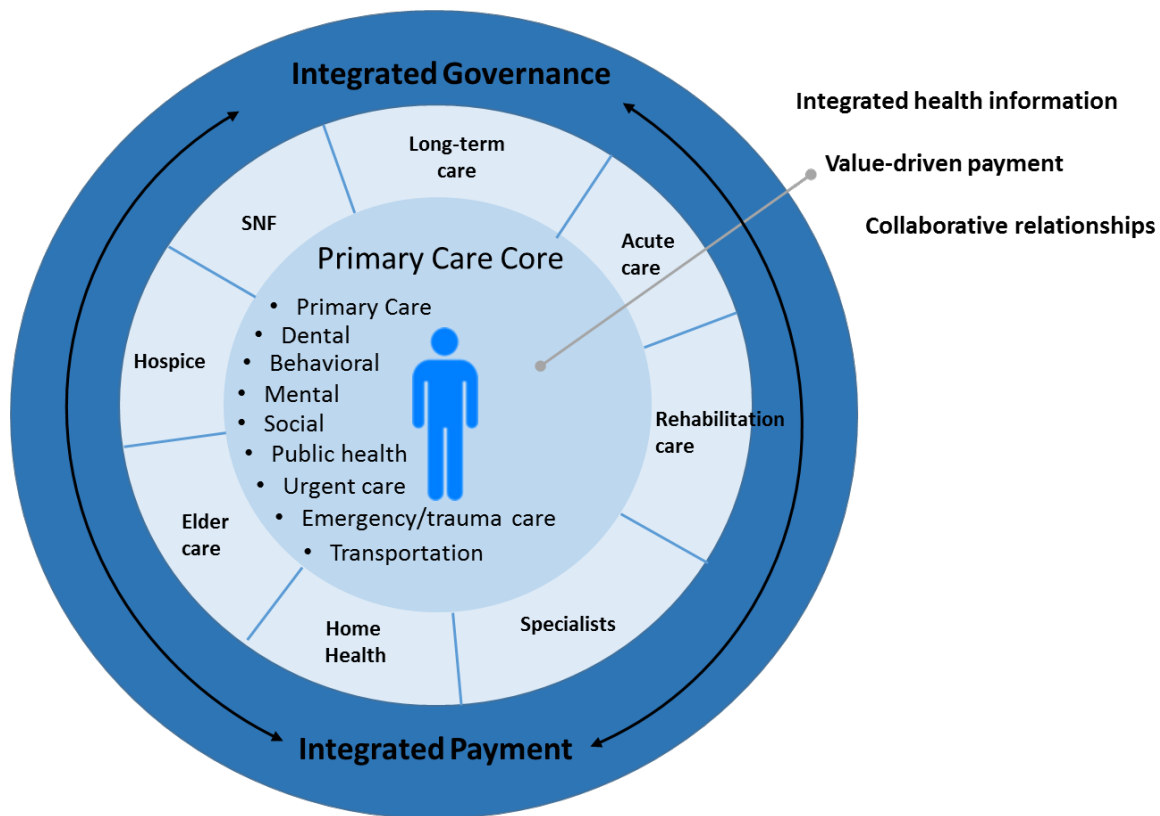 Integrated Governance
Integrated health information
Value-driven payment
Collaborative relationships
Long-term
care
SNF
Acute
care
Primary Care Core
• Primary Care
• Dental
• Behavioral
• Mental
• Social
• Public health
• Urgent care
• Emergency/trauma care
• Transportation
Hospice
Rehabilitation
care
Elder
care
Specialists
Home
Health
Integrated Payment